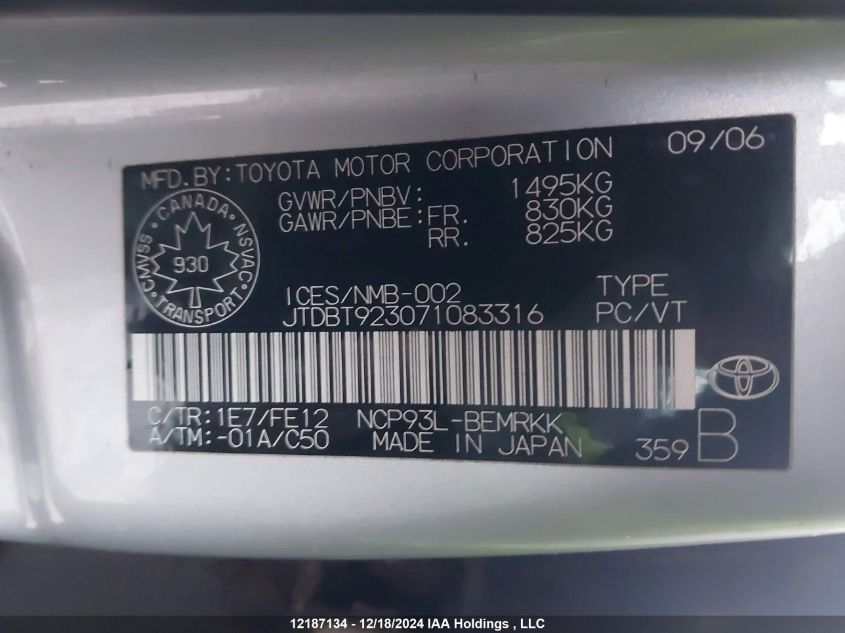 09/06
MFD.BY:TOYOTA MOTOR CORPORATION
GVWR/PNBV: 1495KG
GAWR/PNBE:FR. 830KG
RR. 825KG
CANADA
CMVSS NSVAC
930
TRANSPORT
ICES/NMB-002 TYPE
JTDBT923071083316 PC/VT
C/TR:1E7/FE12 NCP93L-BEMRKK
A/TM:-01A/C50 MADE IN JAPAN 359 B
12187134 - 12/18/2024 IAA Holdings , LLC